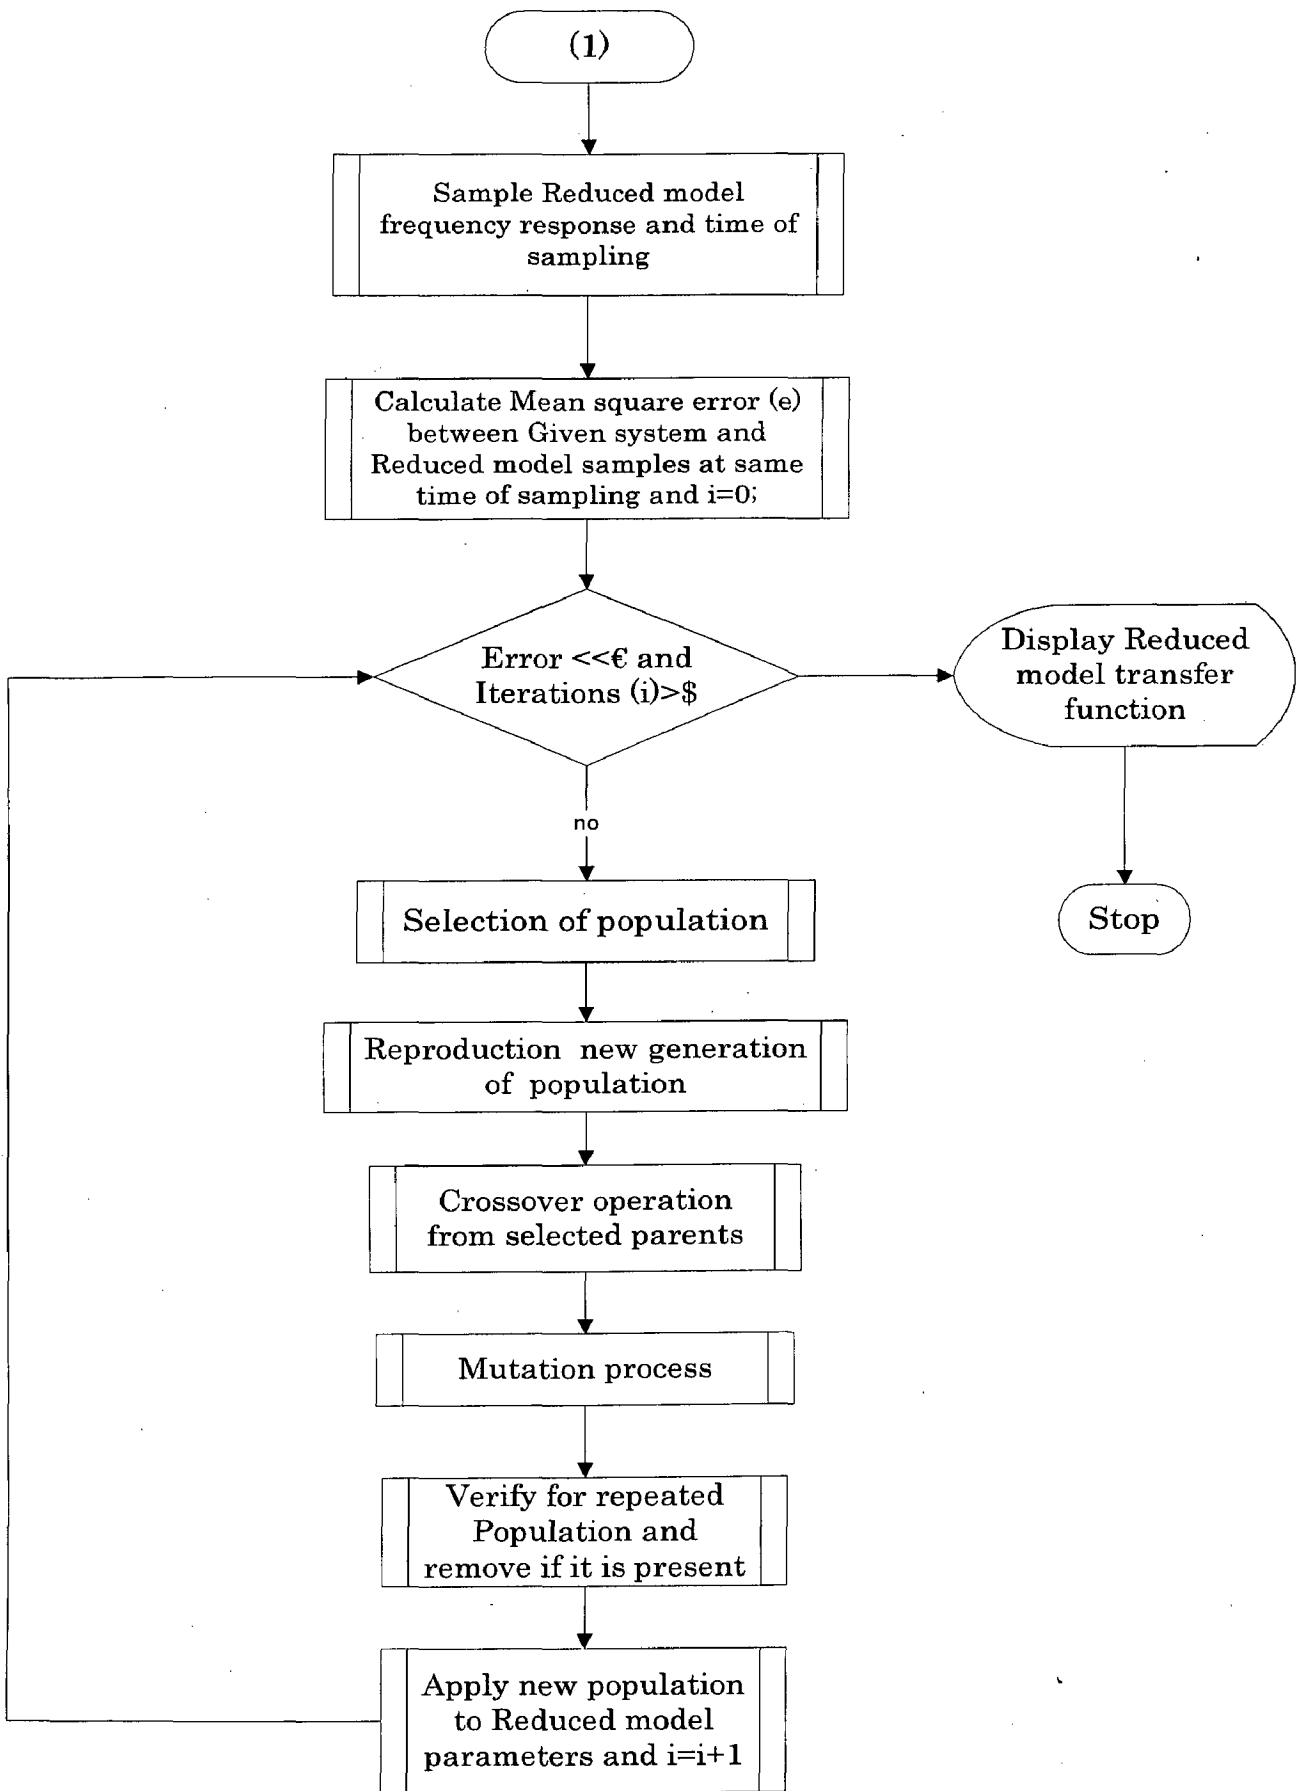 (1)
Sample Reduced model
frequency response and time of
sampling
Calculate Mean square error (e)
between Given system and
Reduced model samples at same
time of sampling and i=0;
Error <<€ and
Iterations (i)>$
Display Reduced
model transfer
function
no
Stop
Selection of population
Reproduction new generation
of population
Crossover operation
from selected parents
Mutation process
Verify for repeated
Population and
remove if it is present
Apply new population
to Reduced model
parameters and i=i+1